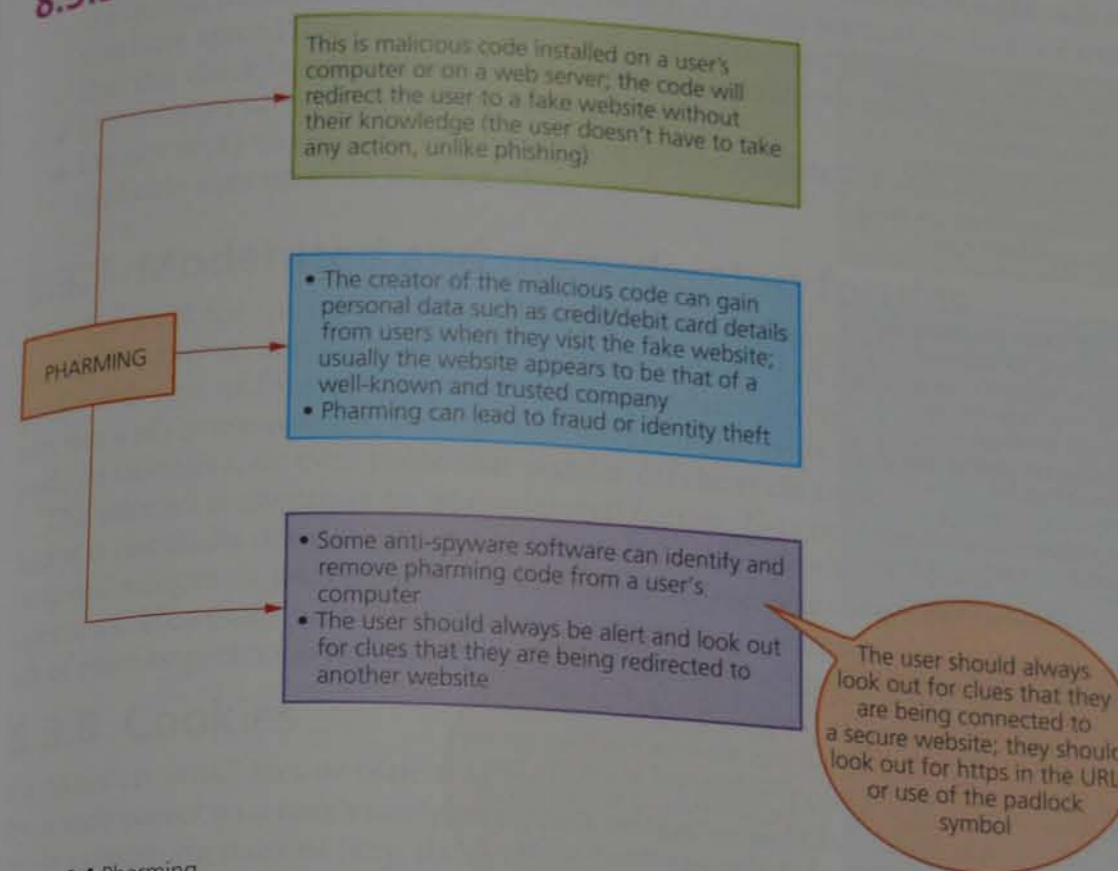 This is malicious code installed on a user's
computer or on a web server; the code will
redirect the user to a fake website without
their knowledge (the user doesn't have to take
any action, unlike phishing)
PHARMING
• The creator of the malicious code can gain
personal data such as credit/debit card details
from users when they visit the fake website;
usually the website appears to be that of a
well-known and trusted company
• Pharming can lead to fraud or identity theft
• Some anti-spyware software can identify and
remove pharming code from a user's
computer
• The user should always be alert and look out
for clues that they are being redirected to
another website
The user should always
look out for clues that they
are being connected to
a secure website; they should
look out for https in the URL
or use of the padlock
symbol
Pharming